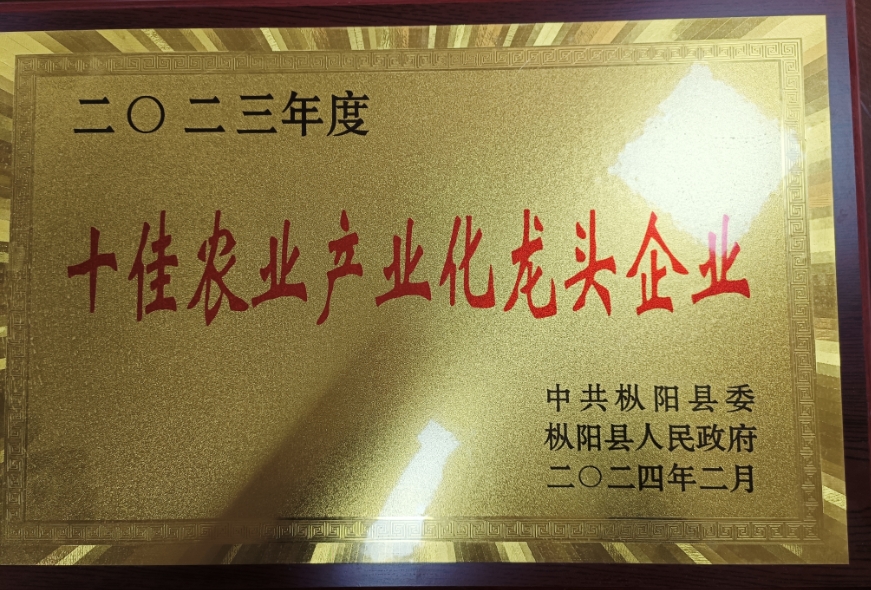 二〇二三年度
十佳农业产业化龙头企业
中共枞阳县委
枞阳县人民政府
二〇二四年二月